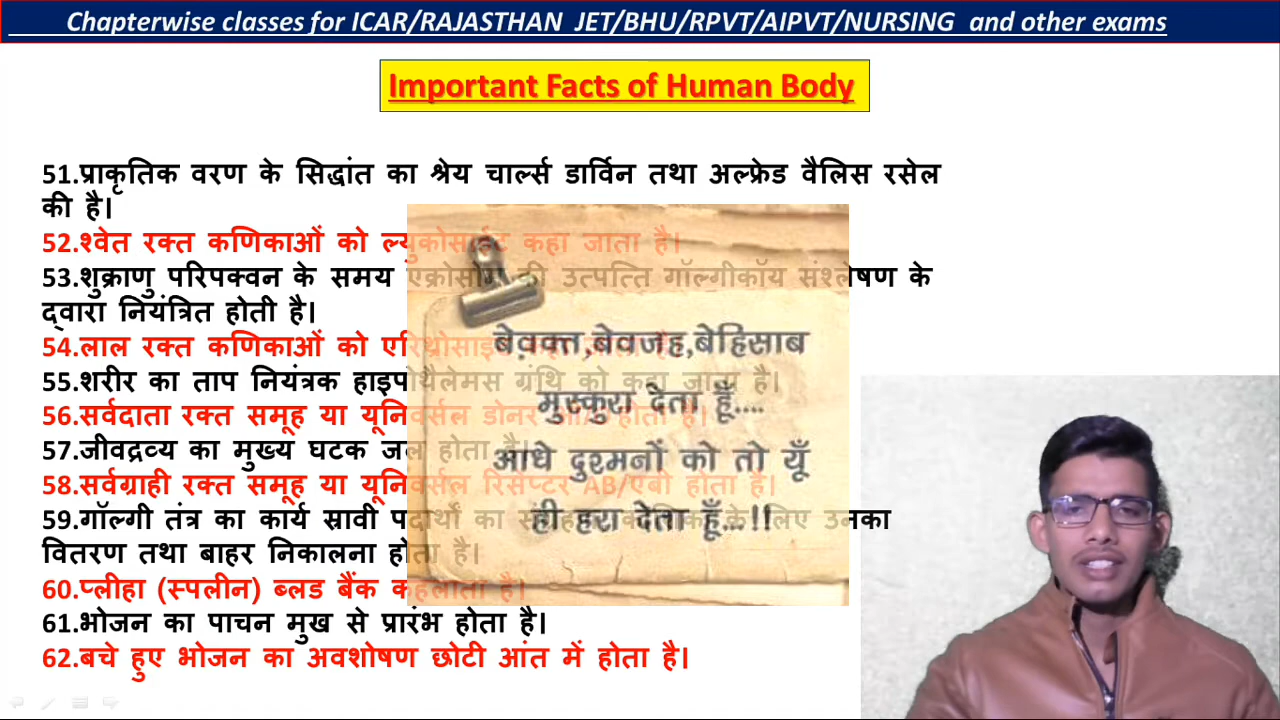 Chapterwise classes for ICAR/RAJASTHAN JET/BHU/RPVT/AIPVT/NURSING and other exams
Important Facts of Human Body
51.प्राकृतिक वरण के सिद्धांत का श्रेय चार्ल्स डार्विन तथा अल्फ्रेड वैलिस रसेल
की है।
52.श्वेत रक्त कणिकाओं को ल्युकोसाईट कहा जाता है।
53.शुक्राणु परिपक्वन के समय एक्रोसोम की उत्पत्ति गॉल्गीकॉय संश्लेषण के
द्वारा नियंत्रित होती है।
54.लाल रक्त कणिकाओं को
55.शरीर का ताप नियंत्रक हाइपोथैलेमस ग्रंथि को कहा जाता है।
56.सर्वदाता रक्त समूह या यूनिवर्सल डोनर होता है।
57.जीवद्रव्य का मुख्य घटक जल होता है।
58.सर्वग्राही रक्त समूह या यूनिवर्सल रिसेप्टर AB/एबी होता है।
59.गॉल्गी तंत्र का कार्य स्रावी पदार्थों का के लिए उनका
वितरण तथा बाहर निकालना होता है।
60.प्लीहा (स्पलीन) ब्लड बैंक कहलाता है।
61.भोजन का पाचन मुख से प्रारंभ होता है।
62.बचे हुए भोजन का अवशोषण छोटी आंत में होता है।
बेव़क्त,बेवजह,बेहिसाब
मुस्कुरा देता हूँ....
आधे दुश्मनों को तो यूँ
ही हरा देता हूँ...!!